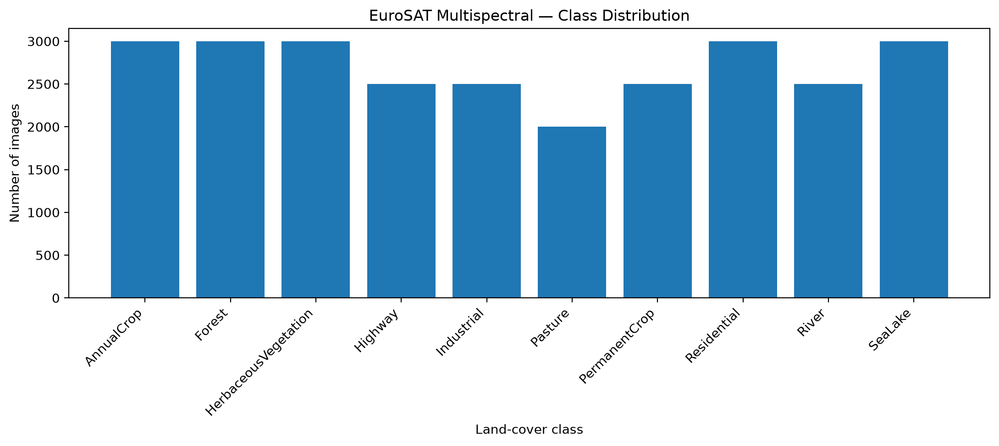 EuroSAT Multispectral — Class Distribution
Number of images
3000
2500
2000
1500
1000
500
0
AnnualCrop
Forest
HerbaceousVegetation
Highway
Industrial
Pasture
PermanentCrop
Residential
River
SeaLake
Land-cover class